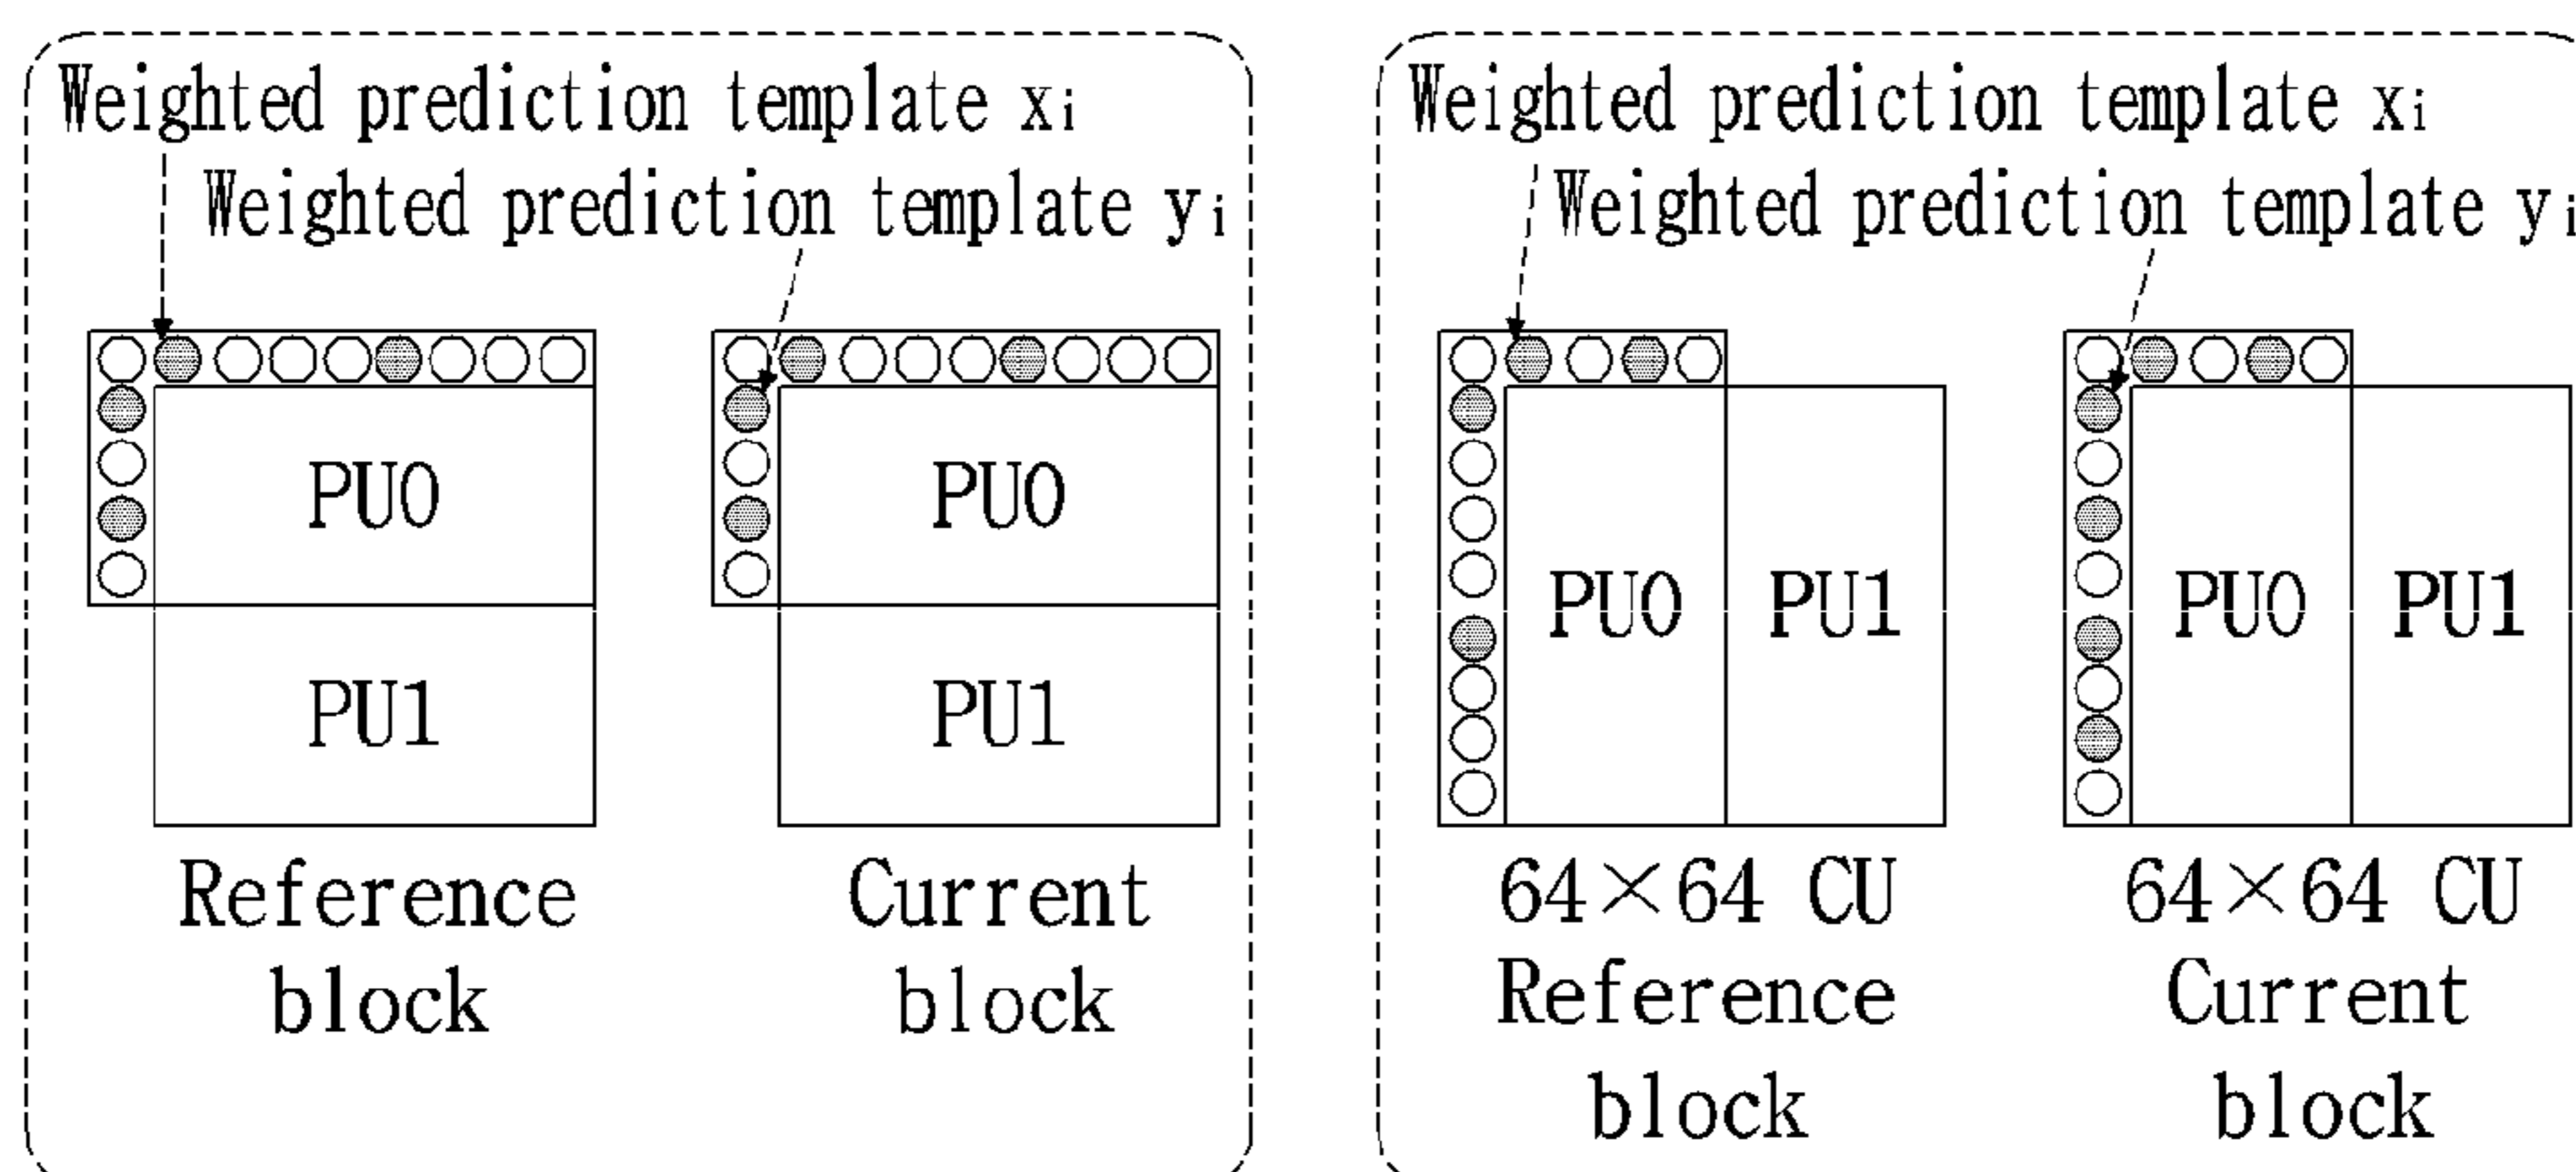 Weighted prediction template xi
Weighted prediction template yi
PU0
PU1
Reference
block
PU0
PU1
Current
block
Weighted prediction template xi
Weighted prediction template yi
PU0 PU1
64×64 CU
Reference
block
PU0 PU1
64×64 CU
Current
block